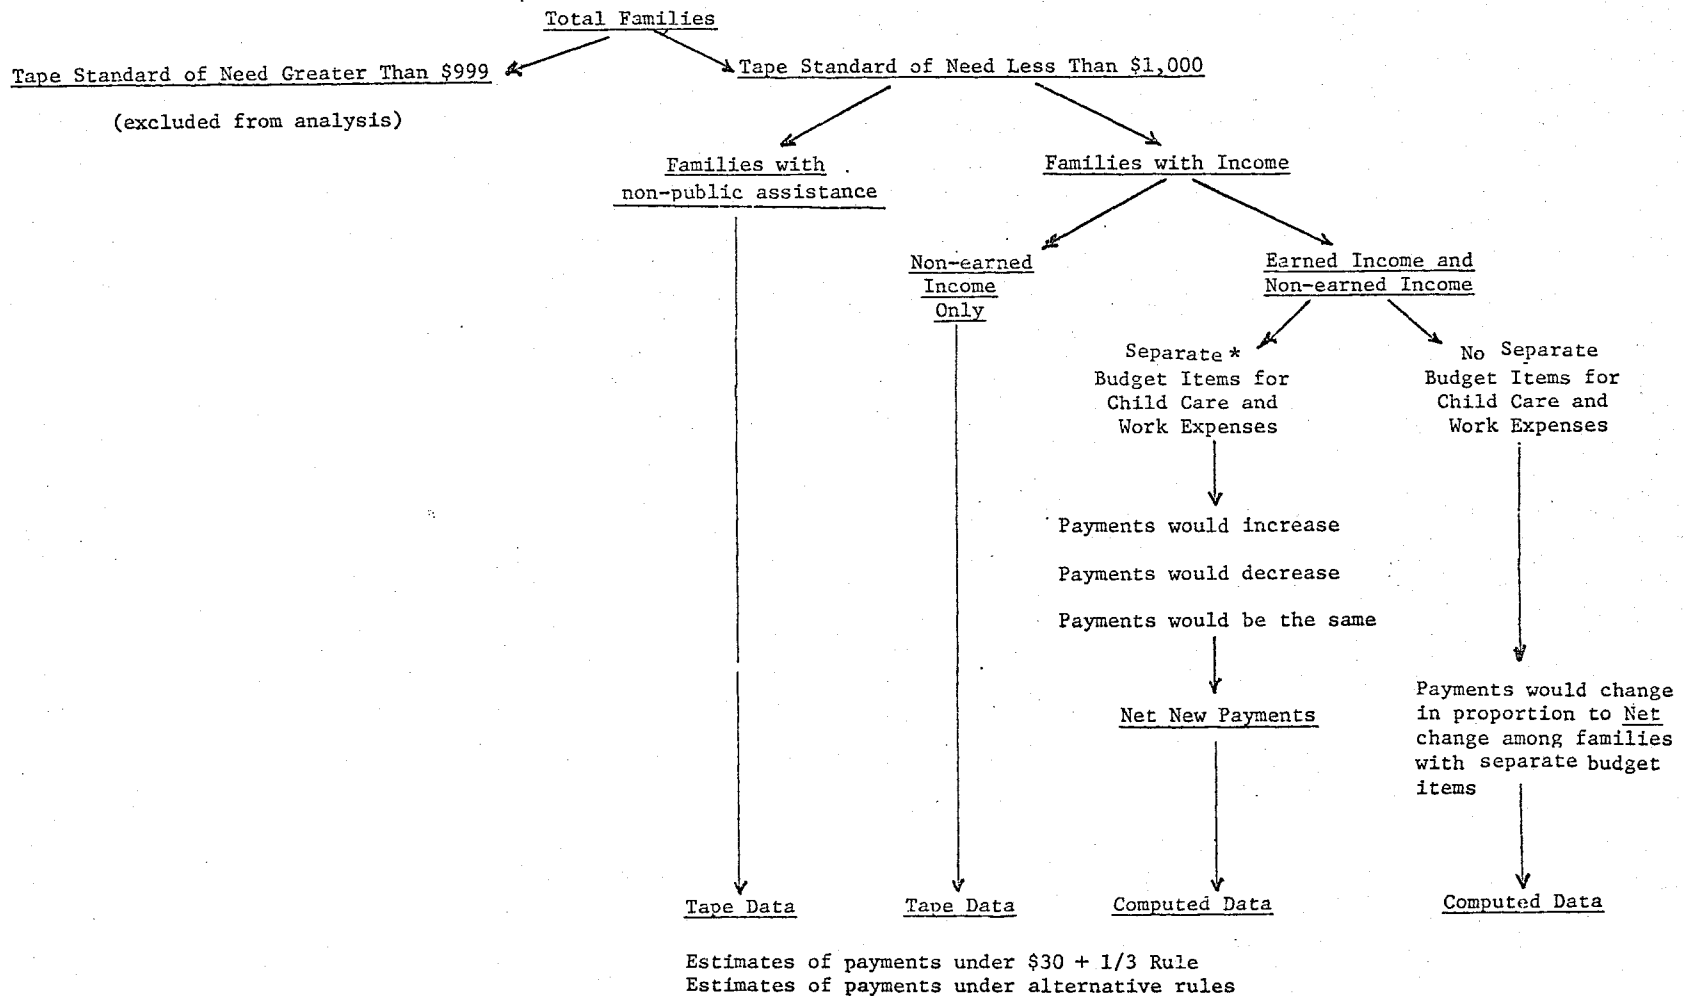 Total Families
Tape Standard of Need Greater Than $999
(excluded from analysis)
Tape Standard of Need Less Than $1,000
Families with
non-public assistance
Families with Income
Non-earned
Income
Only
Earned Income and
Non-earned Income
Separate *
Budget Items for
Child Care and
Work Expenses
No Separate
Budget Items for
Child Care and
Work Expenses
Payments would increase
Payments would decrease
Payments would be the same
Net New Payments
Payments would change
in proportion to Net
change among families
with separate budget
items
Tape Data
Tape Data
Computed Data
Computed Data
Estimates of payments under $30 + 1/3 Rule
Estimates of payments under alternative rules